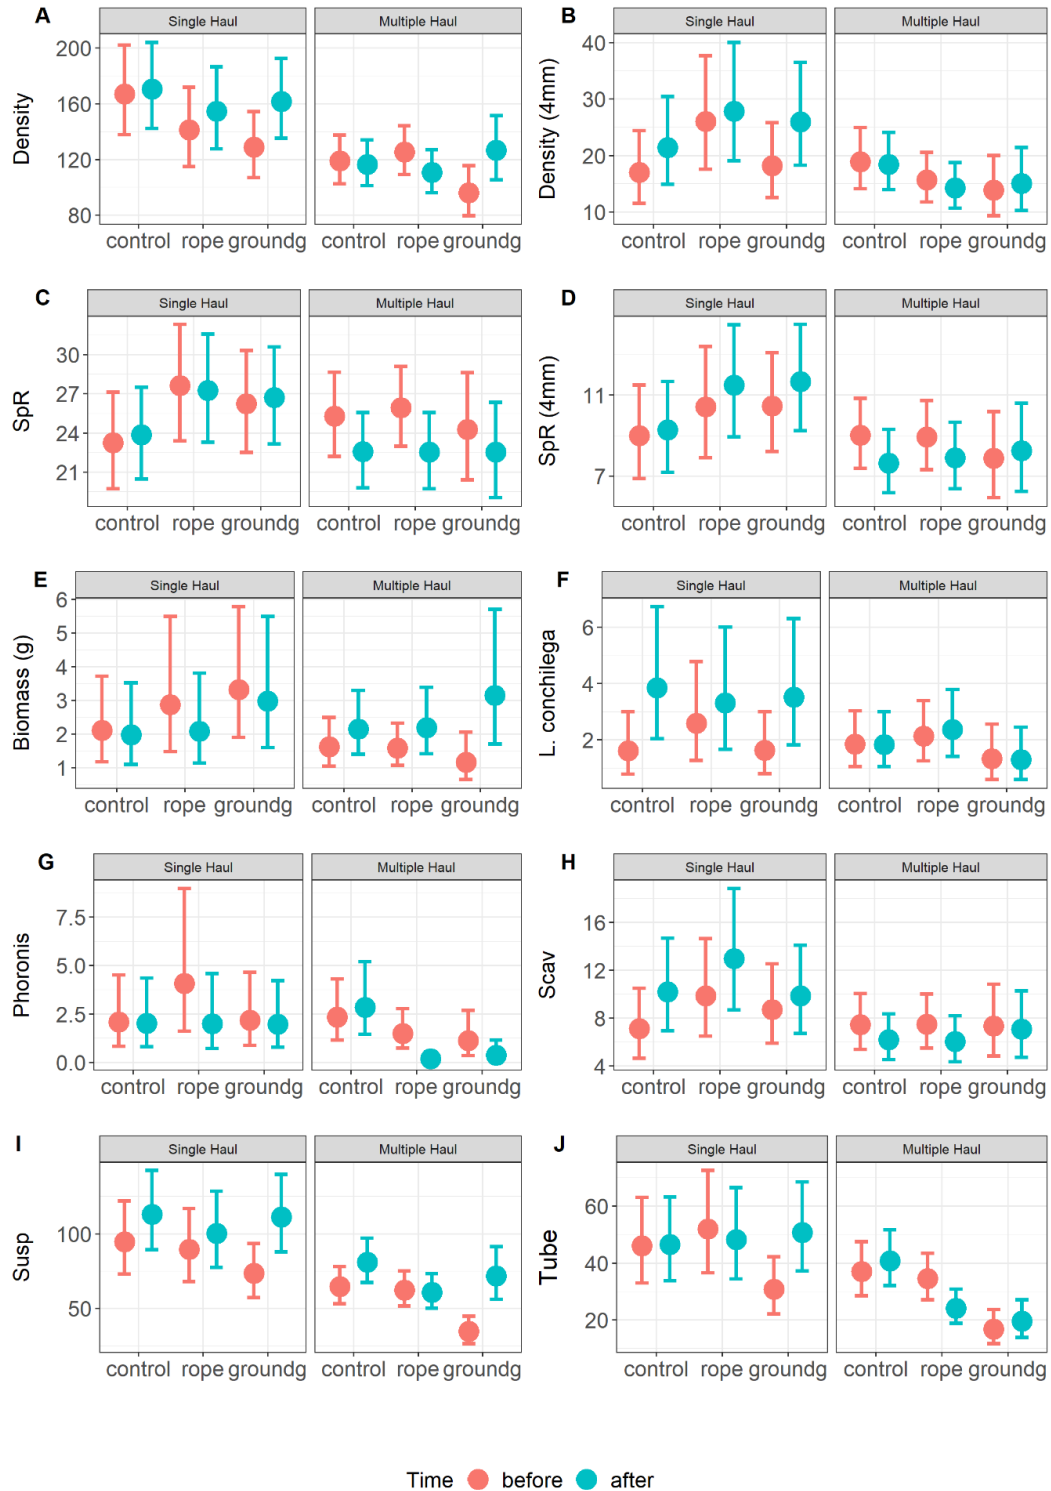 A
Single Haul
Multiple Haul
Density
200
160
120
80
control
rope
groundg
control
rope
groundg
B
Single Haul
Multiple Haul
Density (4mm)
40
30
20
10
control
rope
groundg
control
rope
groundg
C
Single Haul
Multiple Haul
SpR
30
27
24
21
control
rope
groundg
control
rope
groundg
D
Single Haul
Multiple Haul
SpR (4mm)
11
7
control
rope
groundg
control
rope
groundg
E
Single Haul
Multiple Haul
Biomass (g)
6
5
4
3
2
1
control
rope
groundg
control
rope
groundg
F
Single Haul
Multiple Haul
L. conchilega
6
4
2
control
rope
groundg
control
rope
groundg
G
Single Haul
Multiple Haul
Phoronis
7.5
5.0
2.5
0.0
control
rope
groundg
control
rope
groundg
H
Single Haul
Multiple Haul
Scav
16
12
8
4
control
rope
groundg
control
rope
groundg
I
Single Haul
Multiple Haul
Susp
100
50
control
rope
groundg
control
rope
groundg
J
Single Haul
Multiple Haul
Tube
60
40
20
control
rope
groundg
control
rope
groundg
Time before after